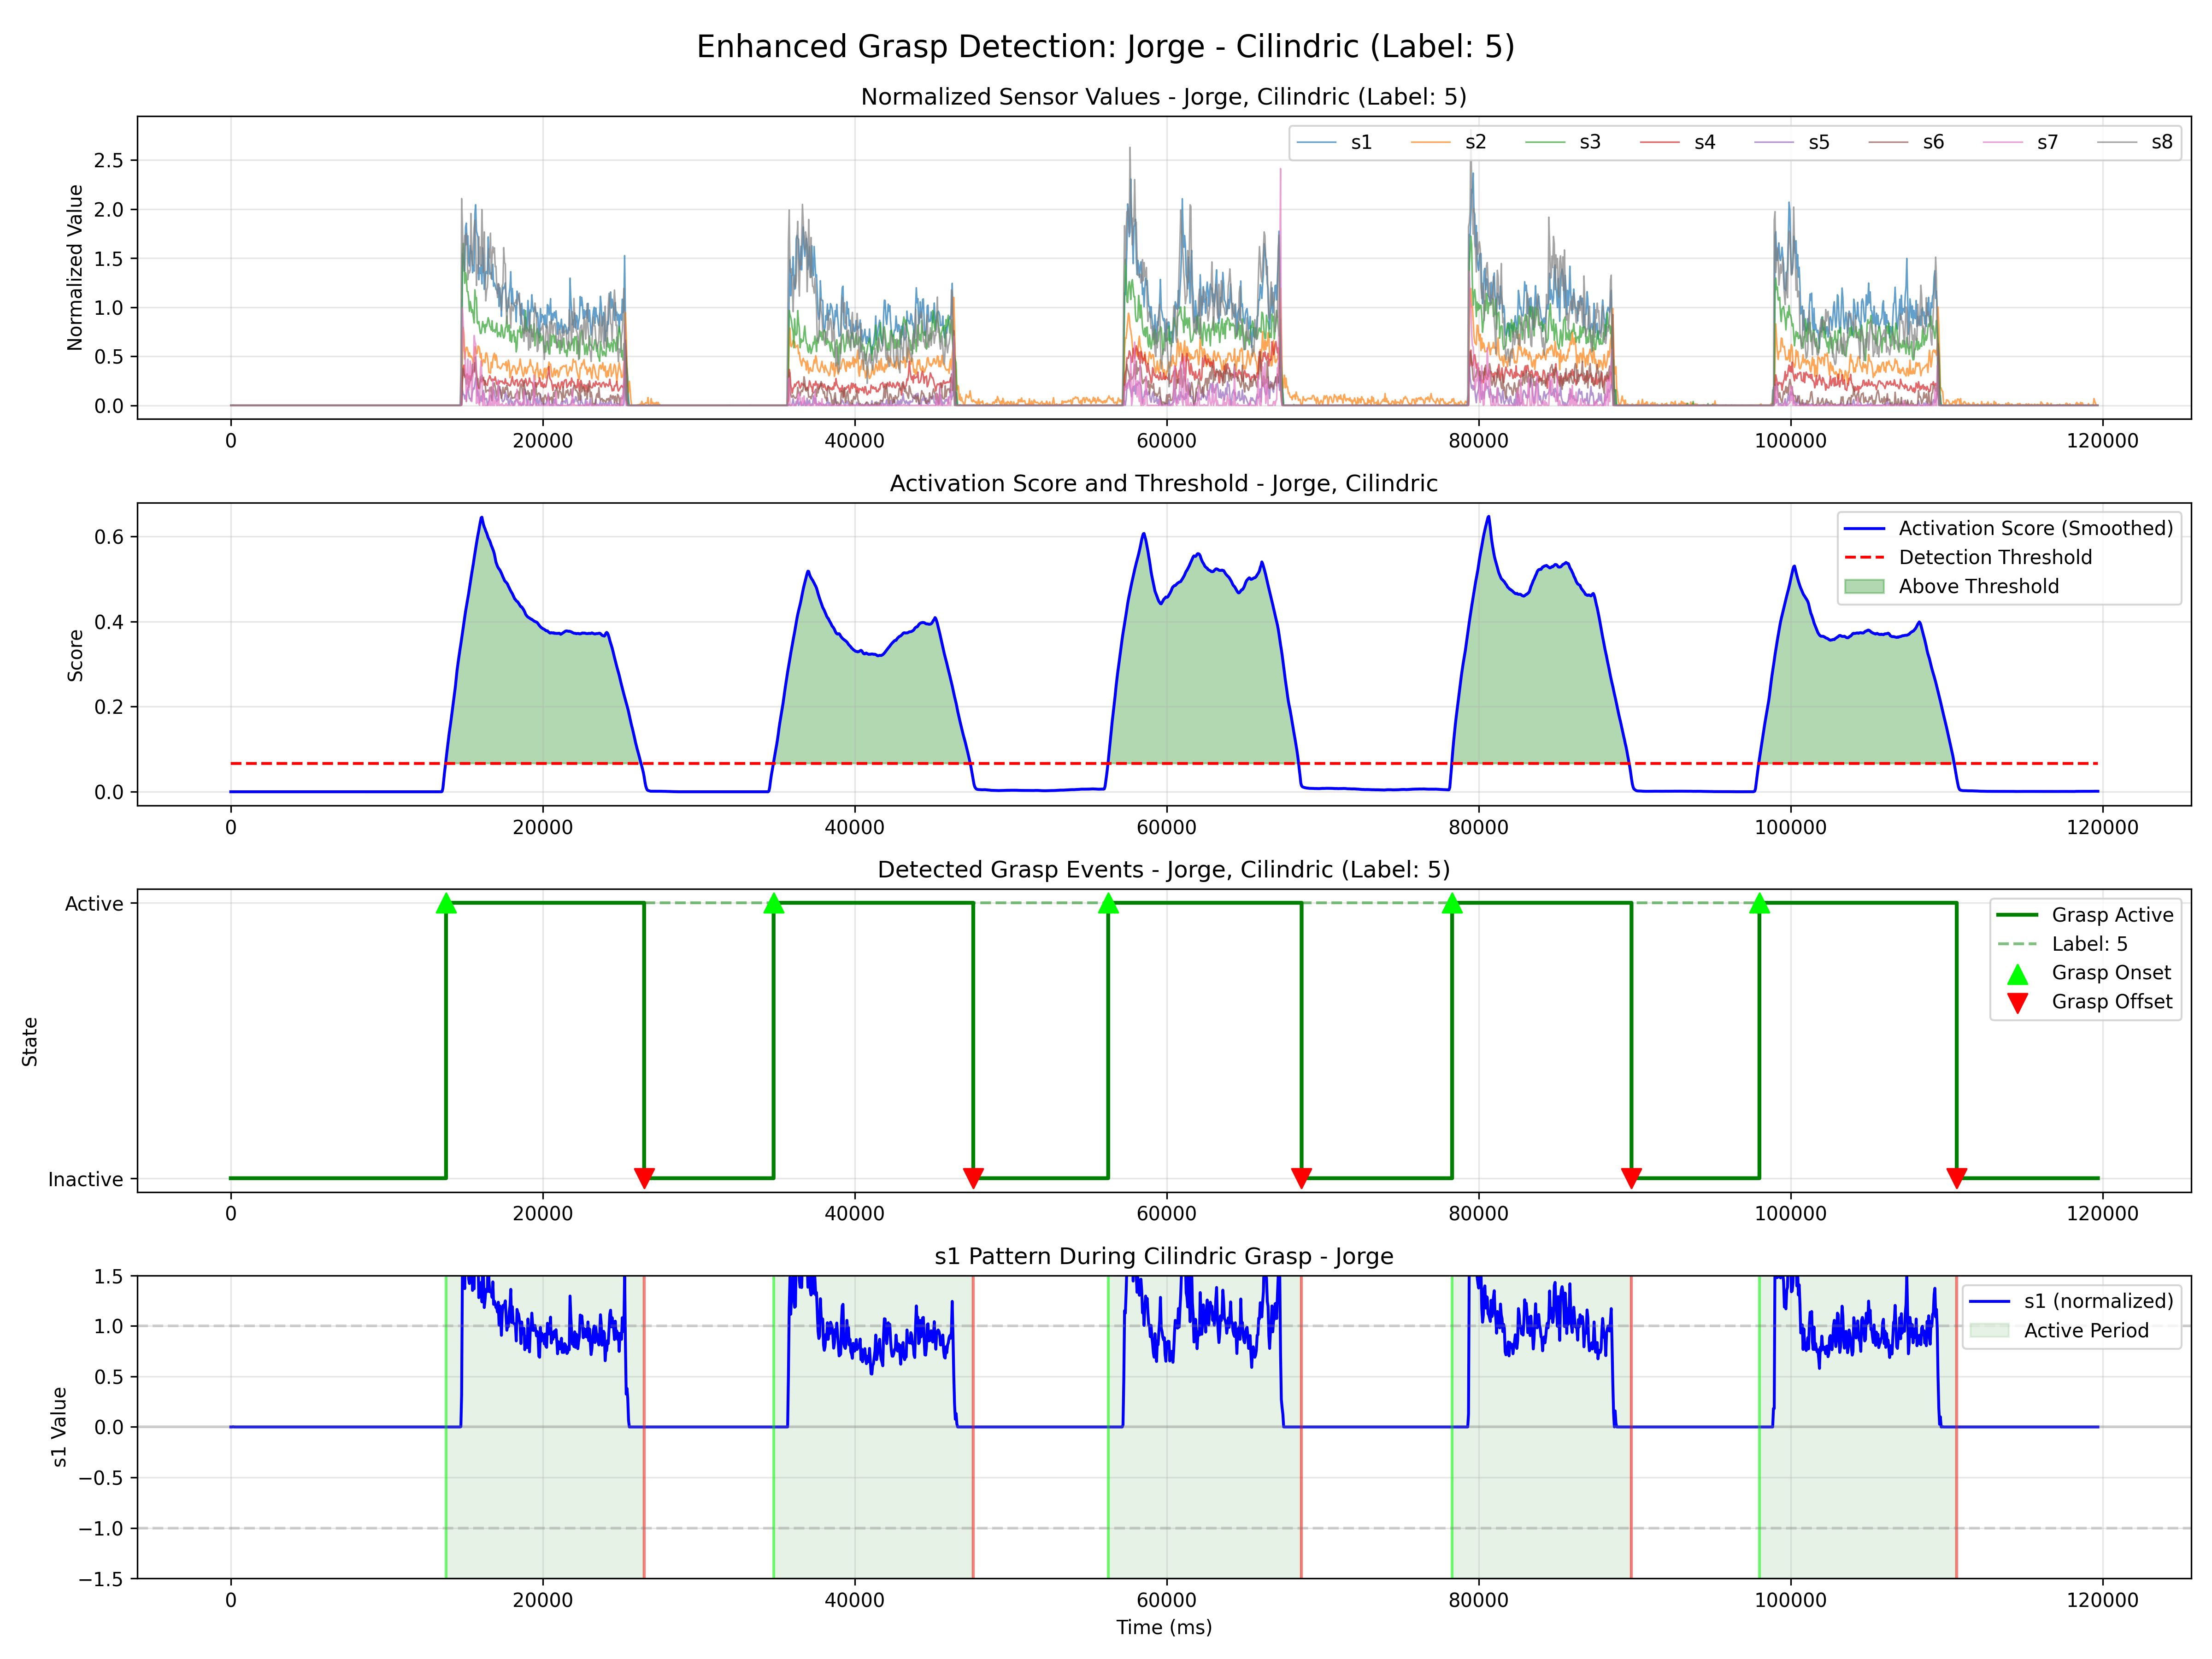 Enhanced Grasp Detection: Jorge - Cilindric (Label: 5)
Normalized Sensor Values - Jorge, Cilindric (Label: 5)
Normalized Value
2.5
2.0
1.5
1.0
0.5
0.0
s1 s2 s3 s4 s5 s6 s7 s8
0 20000 40000 60000 80000 100000 120000
Activation Score and Threshold - Jorge, Cilindric
Score
0.6
0.4
0.2
0.0
Activation Score (Smoothed)
Detection Threshold
Above Threshold
0 20000 40000 60000 80000 100000 120000
Detected Grasp Events - Jorge, Cilindric (Label: 5)
State
Active
Inactive
Grasp Active
Label: 5
Grasp Onset
Grasp Offset
0 20000 40000 60000 80000 100000 120000
s1 Pattern During Cilindric Grasp - Jorge
s1 Value
1.5
1.0
0.5
0.0
−0.5
−1.0
−1.5
s1 (normalized)
Active Period
0 20000 40000 60000 80000 100000 120000
Time (ms)